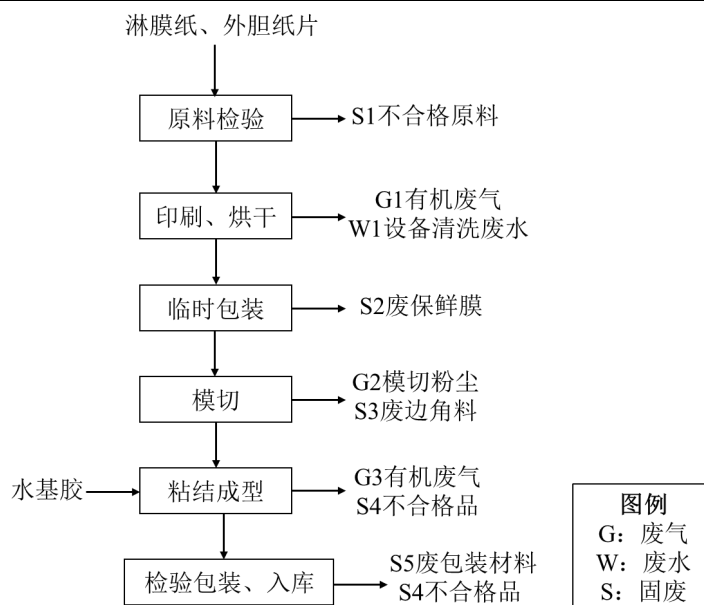 淋膜纸、外胆纸片
原料检验
S1不合格原料
印刷、烘干
G1有机废气
W1设备清洗废水
临时包装
S2废保鲜膜
模切
G2模切粉尘
S3废边角料
水基胶
粘结成型
G3有机废气
S4不合格品
检验包装、入库
S5废包装材料
S4不合格品
图例
G：废气
W：废水
S：固废